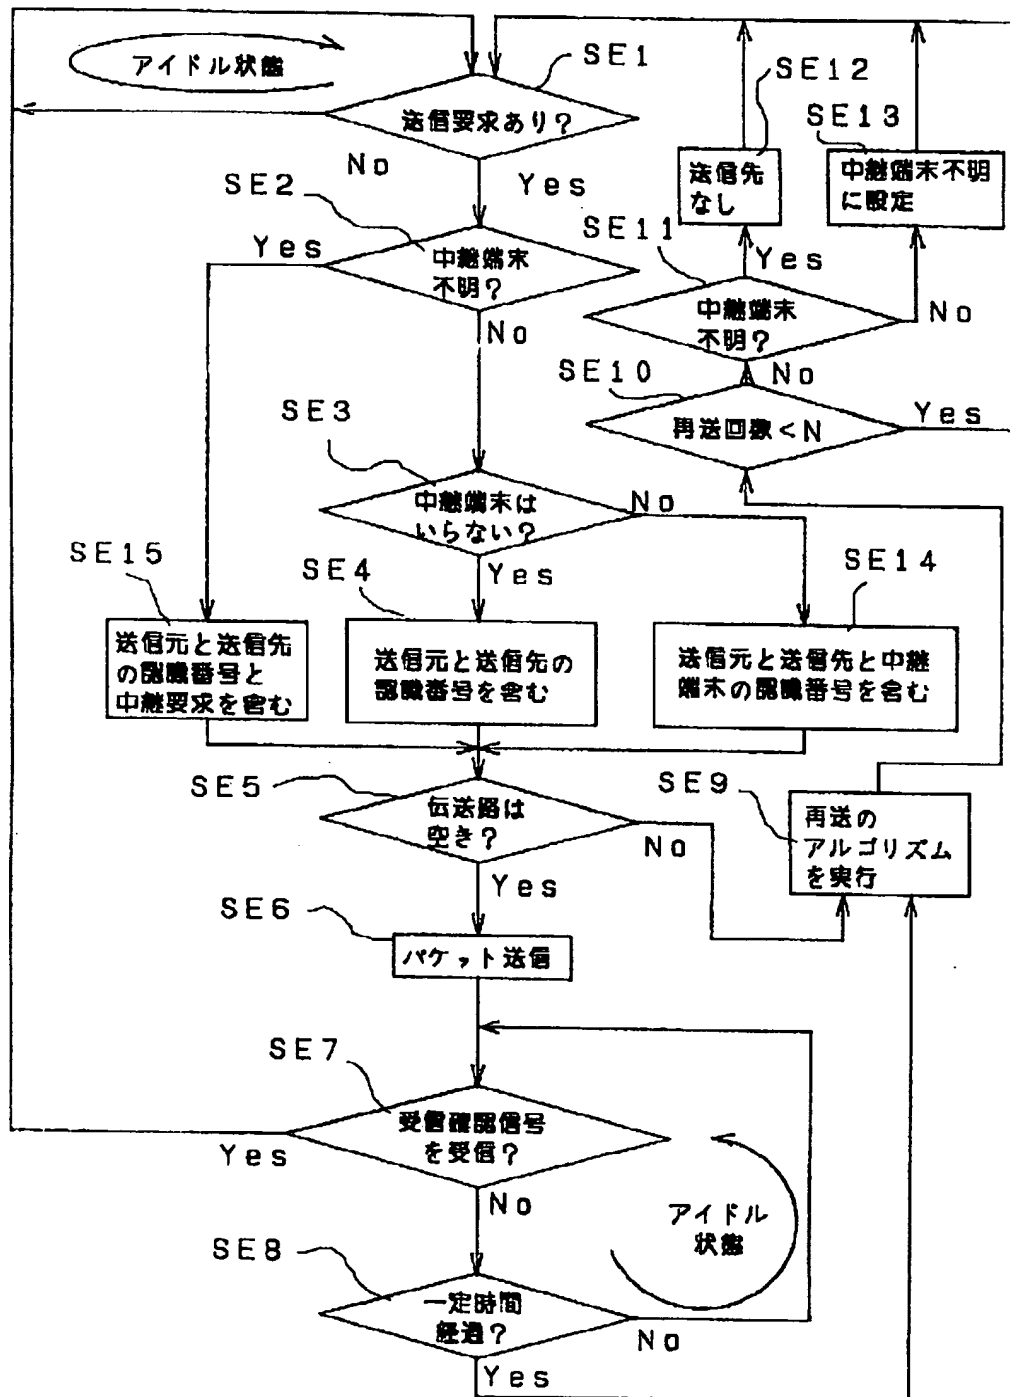 アイドル状態
SE1
送信要求あり?
No
Yes
SE12
送信先
なし
SE13
中継端末不明
に設定
SE2
Yes
中継端末
不明?
No
SE11
Yes
中継端末
不明?
No
SE10
No
再送回数<N
Yes
SE3
中継端末は
いらない?
No
Yes
SE15
送信元と送信先
の認識番号と
中継要求を含む
SE4
送信元と送信先の
認識番号を含む
SE14
送信元と送信先と中継
端末の認識番号を含む
SE5
伝送路は
空き?
No
Yes
SE9
再送の
アルゴリズム
を実行
SE6
パケット送信
SE7
受信確認信号
を受信?
Yes
No
アイドル
状態
SE8
一定時間
経過?
No
Yes